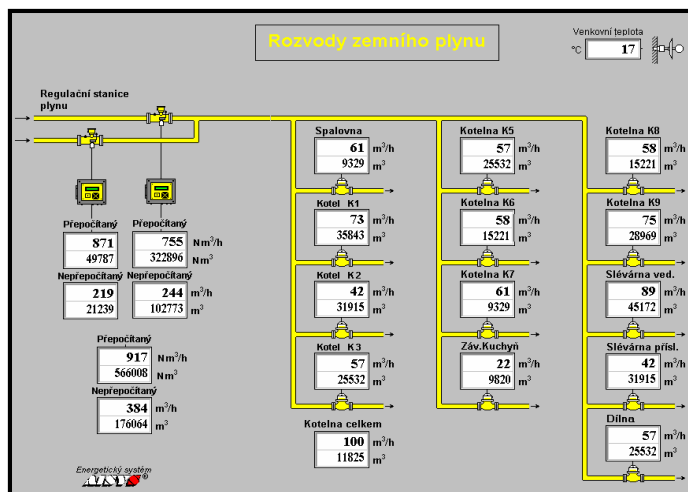 Rozvody zemního plynu
Venkovní teplota
°C 17
Regulační stanice
plynu
Přepočítaný
871
49787
Přepočítaný
755 Nm³/h
322896 Nm³
Nepřepočítaný
219
21239
Nepřepočítaný
244 m³/h
102773 m³
Přepočítaný
917 Nm³/h
566008 Nm³
Nepřepočítaný
384 m³/h
176064 m³
Energetický systém
Spalovna
61 m³/h
9329 m³
Kotel K1
73 m³/h
35843 m³
Kotel K2
42 m³/h
31915 m³
Kotel K3
57 m³/h
25532 m³
Kotelna celkem
100 m³/h
11825 m³
Kotelna K5
57 m³/h
25532 m³
Kotelna K6
58 m³/h
15221 m³
Kotelna K7
61 m³/h
9329 m³
Záv.Kuchyň
22 m³/h
9820 m³
Kotelna K8
58 m³/h
15221 m³
Kotelna K9
75 m³/h
28969 m³
Slévárna ved.
89 m³/h
45172 m³
Slévárna přísl.
42 m³/h
31915 m³
Dílna
57 m³/h
25532 m³